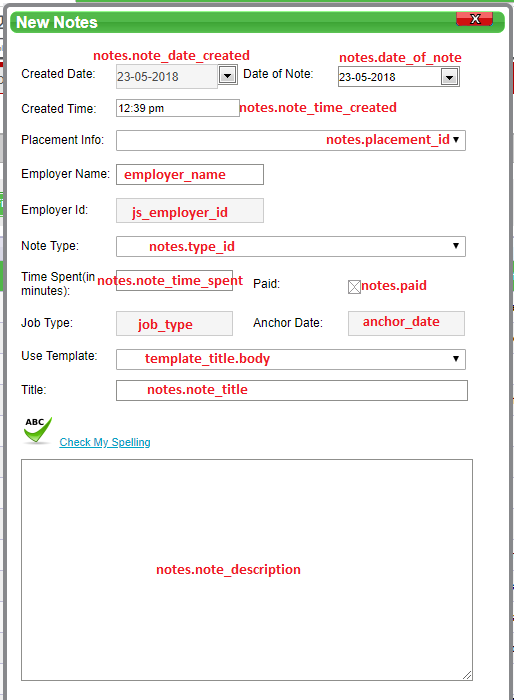 New Notes X
notes.note_date_created notes.date_of_note
Created Date: 23-05-2018 Date of Note: 23-05-2018
Created Time: 12:39 pm notes.note_time_created
Placement Info: notes.placement_id
Employer Name: employer_name
Employer Id: js_employer_id
Note Type: notes.type_id
Time Spent(in
minutes): notes.note_time_spent Paid: notes.paid
Job Type: job_type Anchor Date: anchor_date
Use Template: template_title.body
Title: notes.note_title
ABC
Check My Spelling
notes.note_description